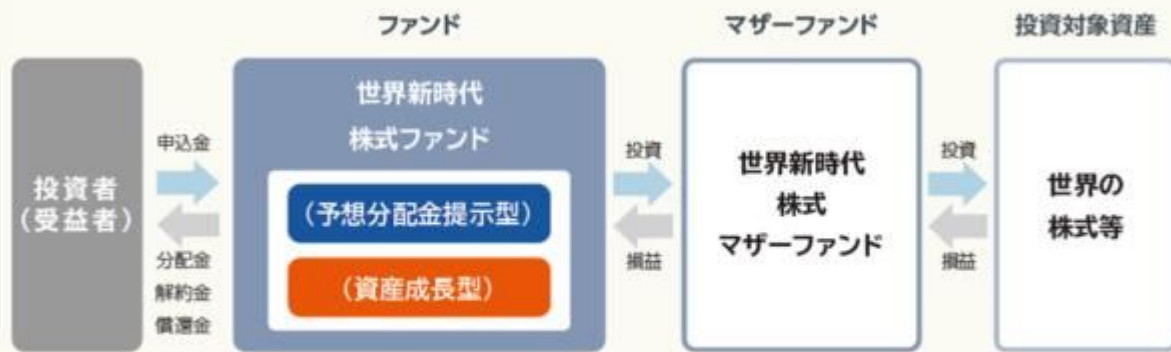 ファンド
マザーファンド
投資対象資産
投資者
（受益者）
申込金
分配金
解約金
償還金
世界新時代
株式ファンド
（予想分配金提示型）
（資産成長型）
投資
損益
世界新時代
株式
マザーファンド
投資
損益
世界の
株式等